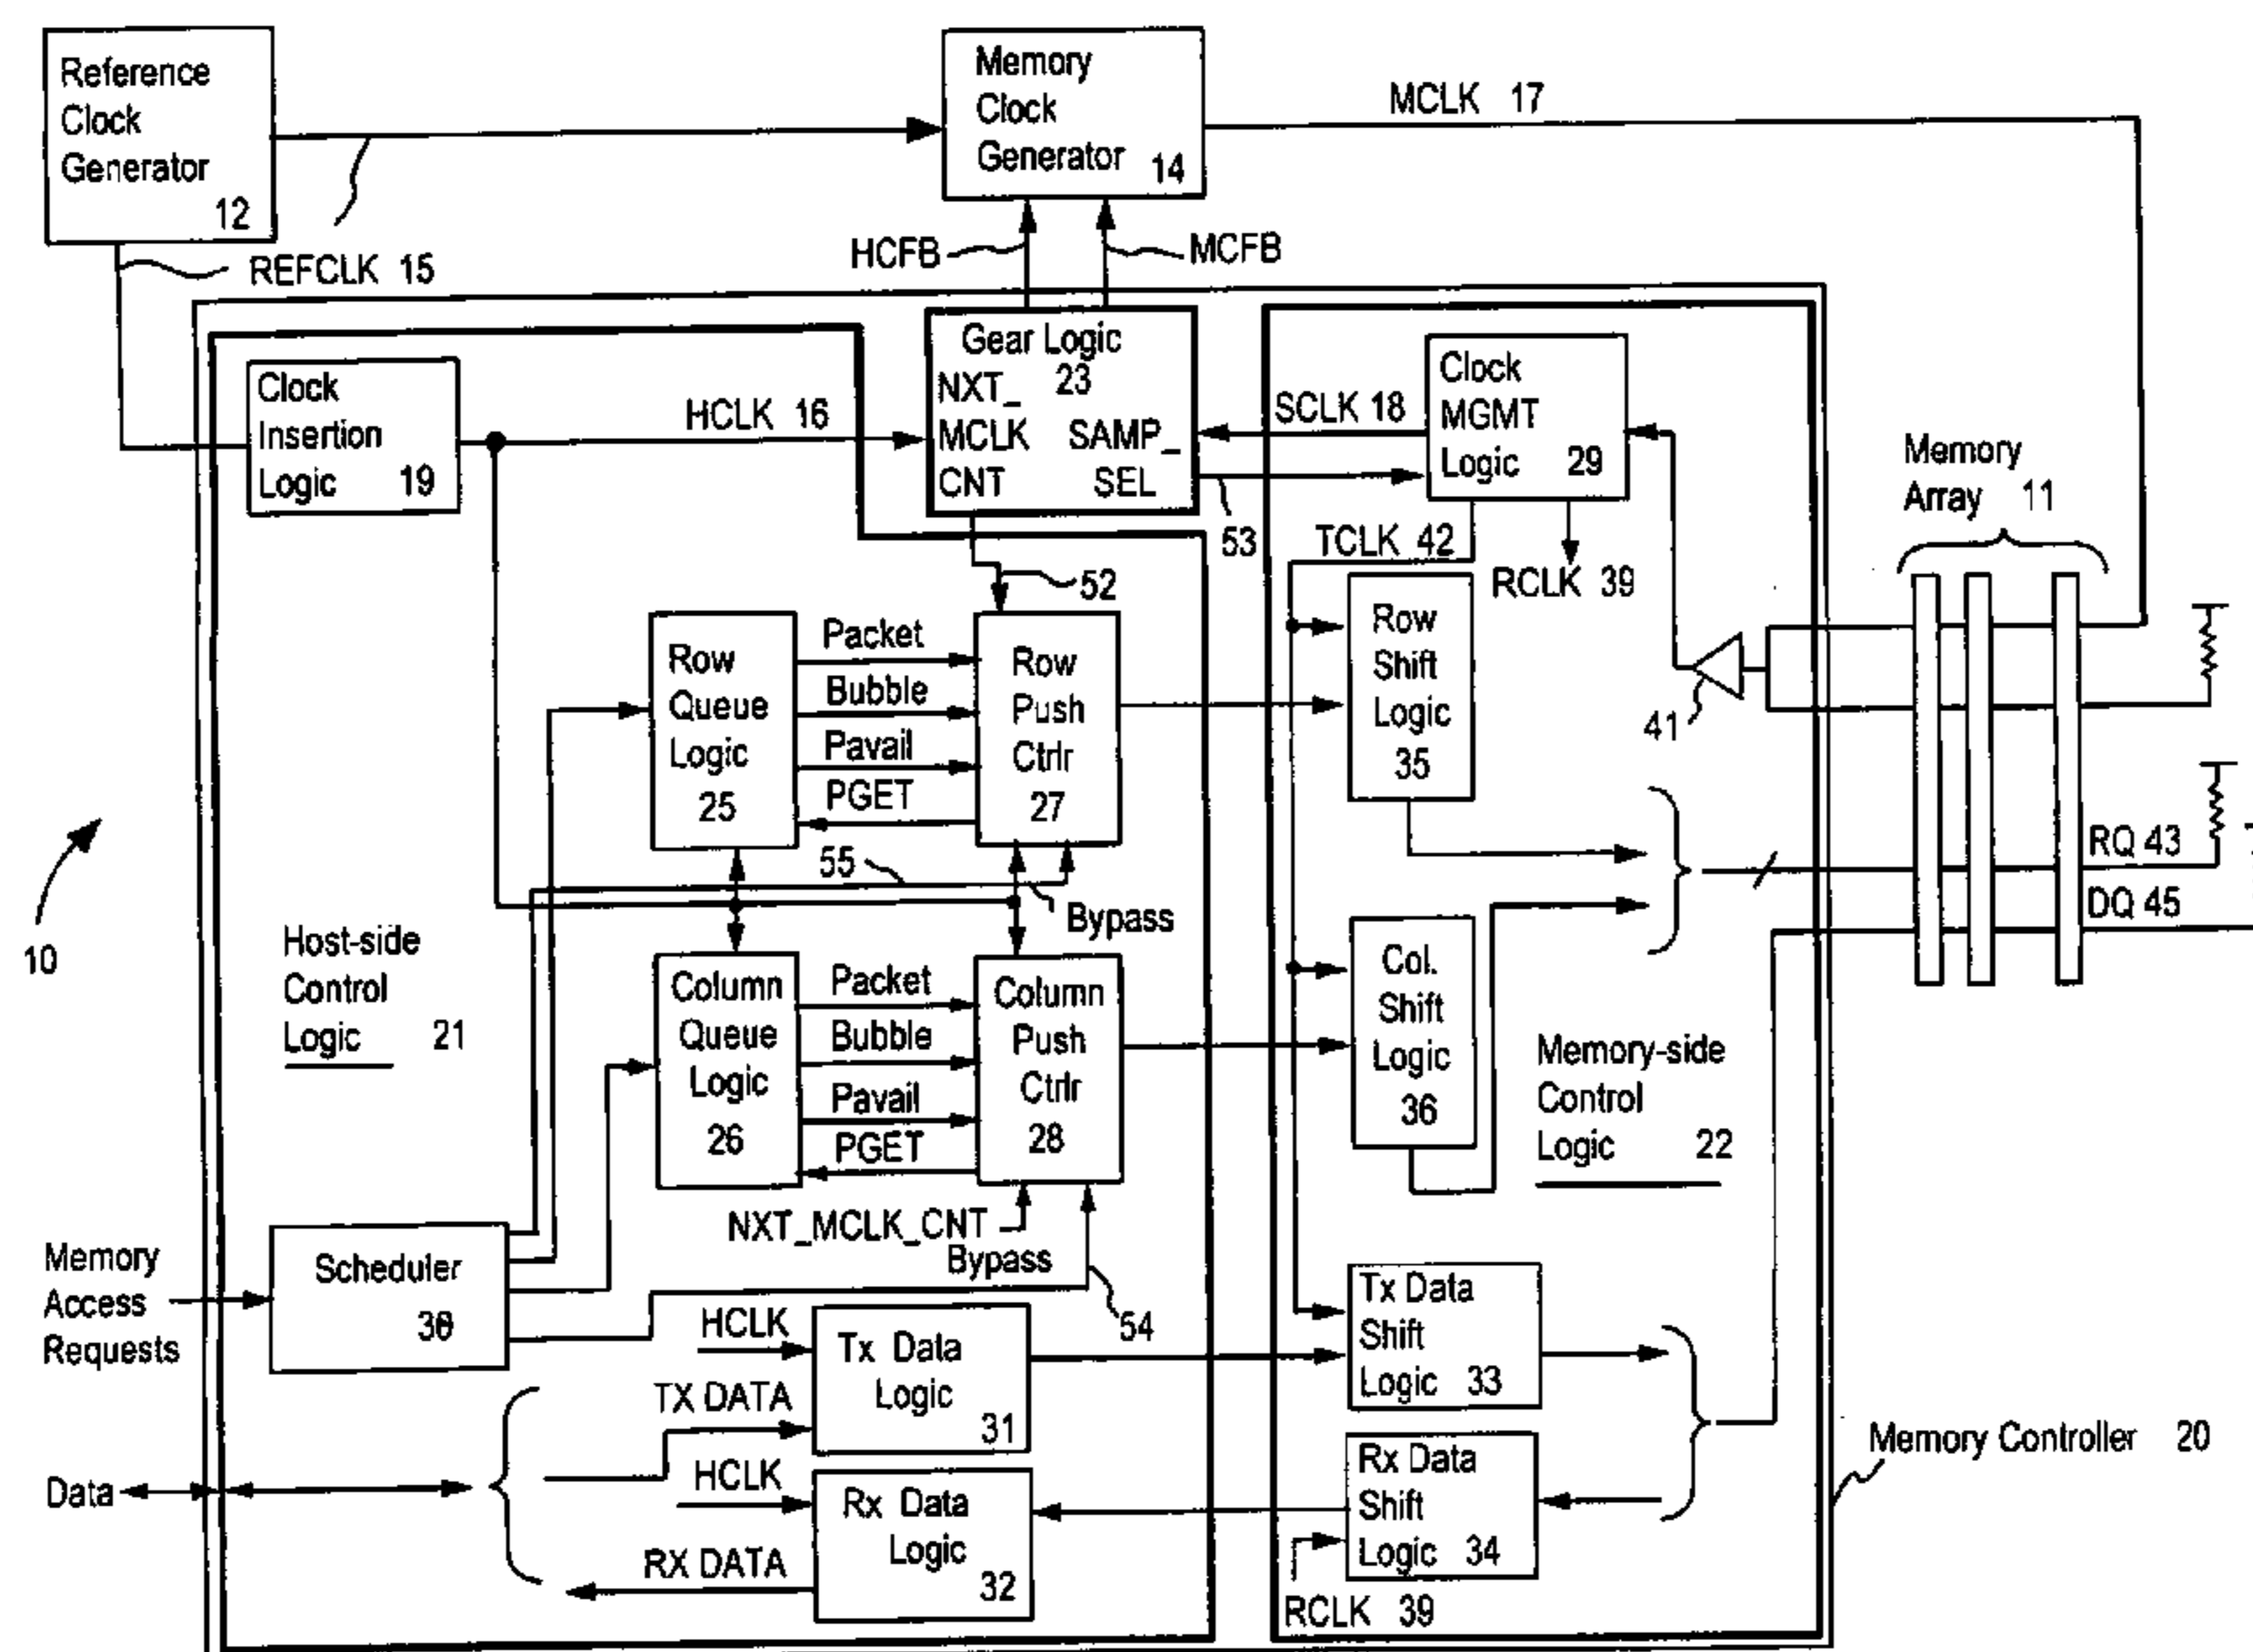 Reference
Clock
Generator
12
Memory
Clock
Generator 14
MCLK 17
REFCLK 15
HCFB
MCFB
Clock
Insertion
Logic 19
HCLK 16
Gear Logic
23
NXT_
MCLK
CNT
SAMP_
SEL
SCLK 18
Clock
MGMT
Logic 29
53
TCLK 42
RCLK 39
Memory
Array 11
52
Row
Queue
Logic
25
Packet
Bubble
Pavail
PGET
Row
Push
Ctrlr
27
Row
Shift
Logic
35
41
55
Bypass
RQ 43
DQ 45
10
Host-side
Control
Logic 21
Column
Queue
Logic
26
Packet
Bubble
Pavail
PGET
Column
Push
Ctrlr
28
Col.
Shift
Logic
36
Memory-side
Control
Logic 22
NXT_MCLK_CNT
Bypass
54
Memory
Access
Requests
Scheduler
30
HCLK
TX DATA
Tx Data
Logic
31
Tx Data
Shift
Logic 33
Data
HCLK
RX DATA
Rx Data
Logic
32
Rx Data
Shift
Logic 34
RCLK 39
Memory Controller 20